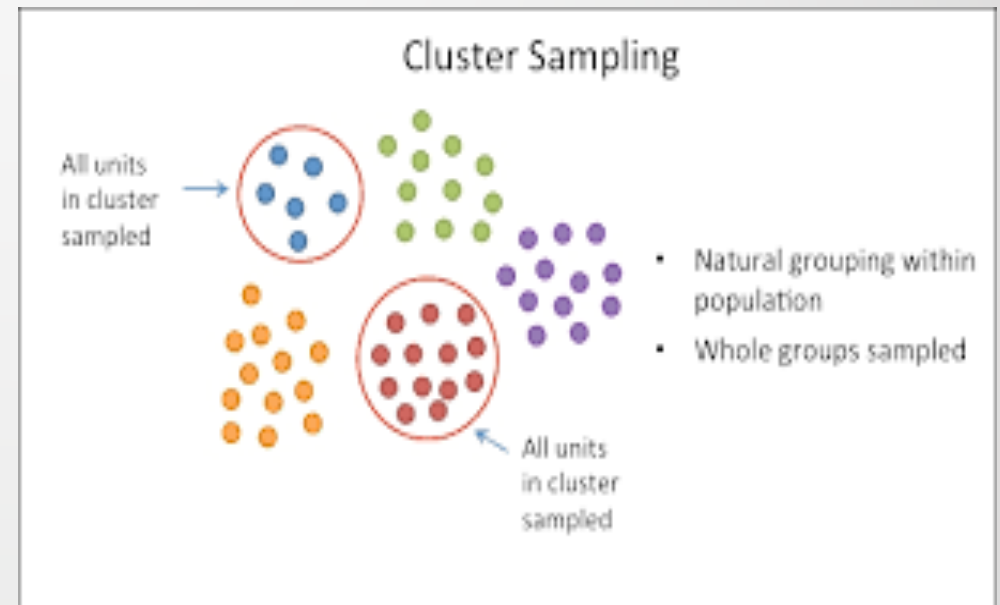 Cluster Sampling
All units
in cluster
sampled
• Natural grouping within
population
• Whole groups sampled
All units
in cluster
sampled